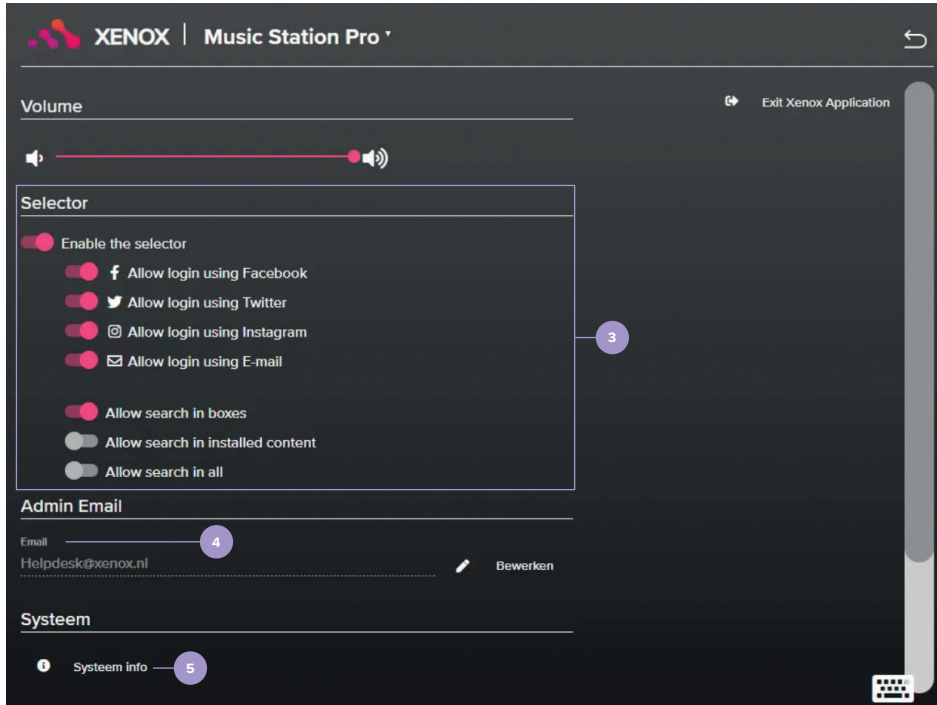 XENOX | Music Station Pro
Volume
Exit Xenox Application
Selector
Enable the selector
Allow login using Facebook
Allow login using Twitter
Allow login using Instagram
3
Allow login using E-mail
Allow search in boxes
Allow search in installed content
Allow search in all
Admin Email
Email
4
Helpdesk@xenox.nl
Bewerken
Systeem
Systeem info
5